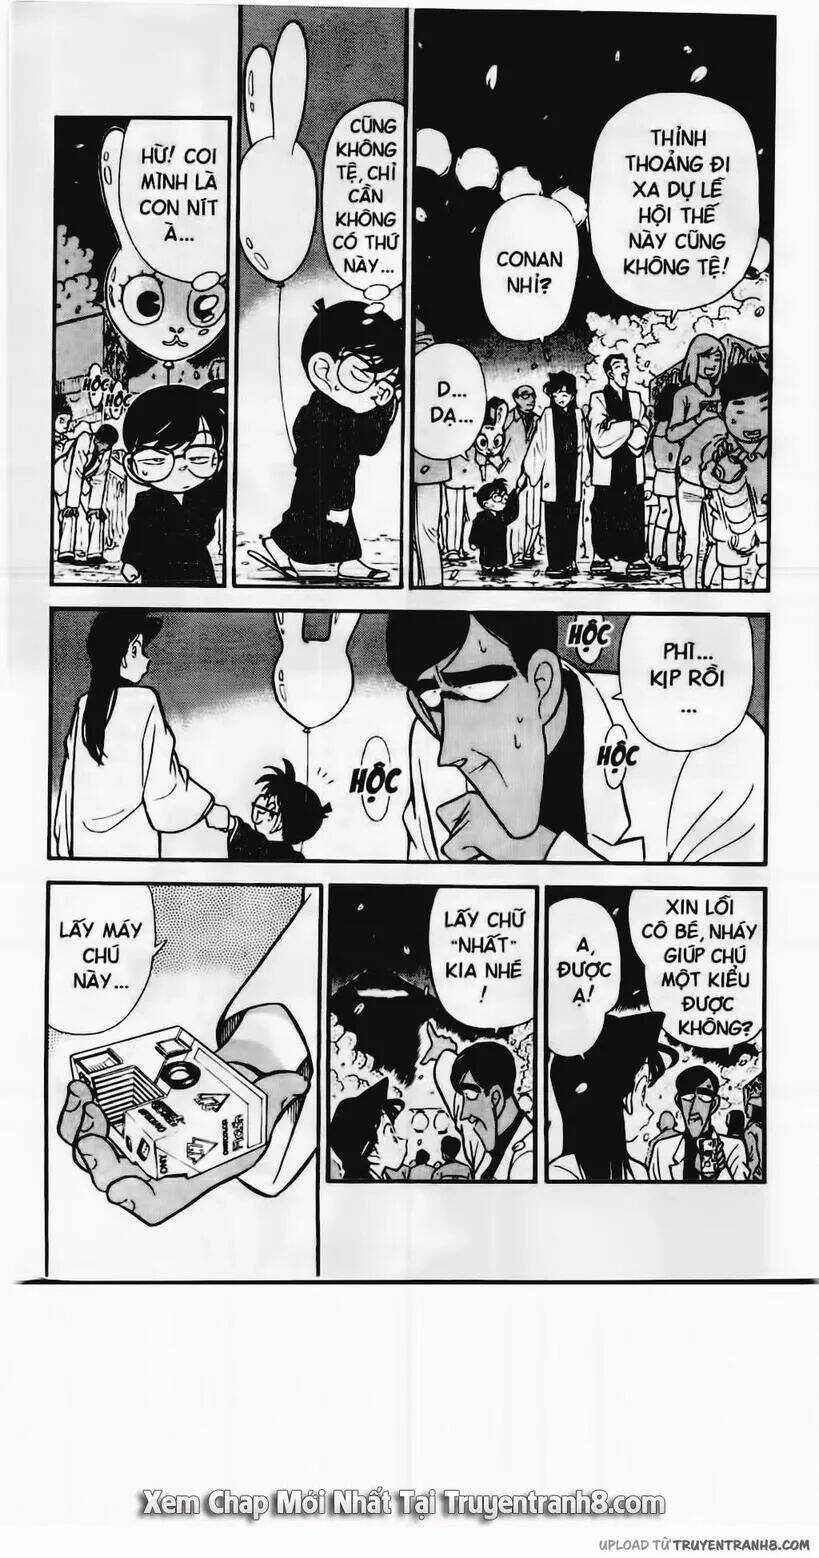 THỈNH
THOẢNG ĐI
XA DỰ LỄ
HỘI THẾ
NÀY CŨNG
KHÔNG TỆ!
CONAN
NHỈ?
D...
DẠ...
CŨNG
KHÔNG
TỆ, CHỈ
CẦN
KHÔNG
CÓ THỨ
NÀY...
HỪ! COI
MÌNH LÀ
CON NÍT
À...
HỘC
HỘC
PHÌ...
KỊP RỒI
...
HỘC
HỘC
HỘC
XIN LỖI
CÔ BÉ, NHÁY
GIÚP CHÚ
MỘT KIỂU
ĐƯỢC
KHÔNG?
A,
ĐƯỢC
Ạ!
LẤY CHỮ
"NHẤT"
KIA NHÉ
!
LẤY MÁY
CHÚ
NÀY...
Xem Chap Mới Nhất Tại Truyentranh8.com
UPLOAD TỪ TRUYENTRANH8.COM